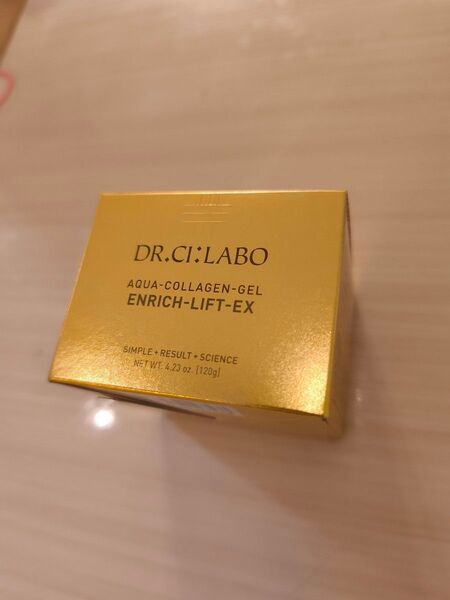 DR.CI:LABO
AQUA-COLLAGEN-GEL
ENRICH-LIFT-EX
SIMPLE + RESULT + SCIENCE
NET WT. 4.23 oz. [120g]